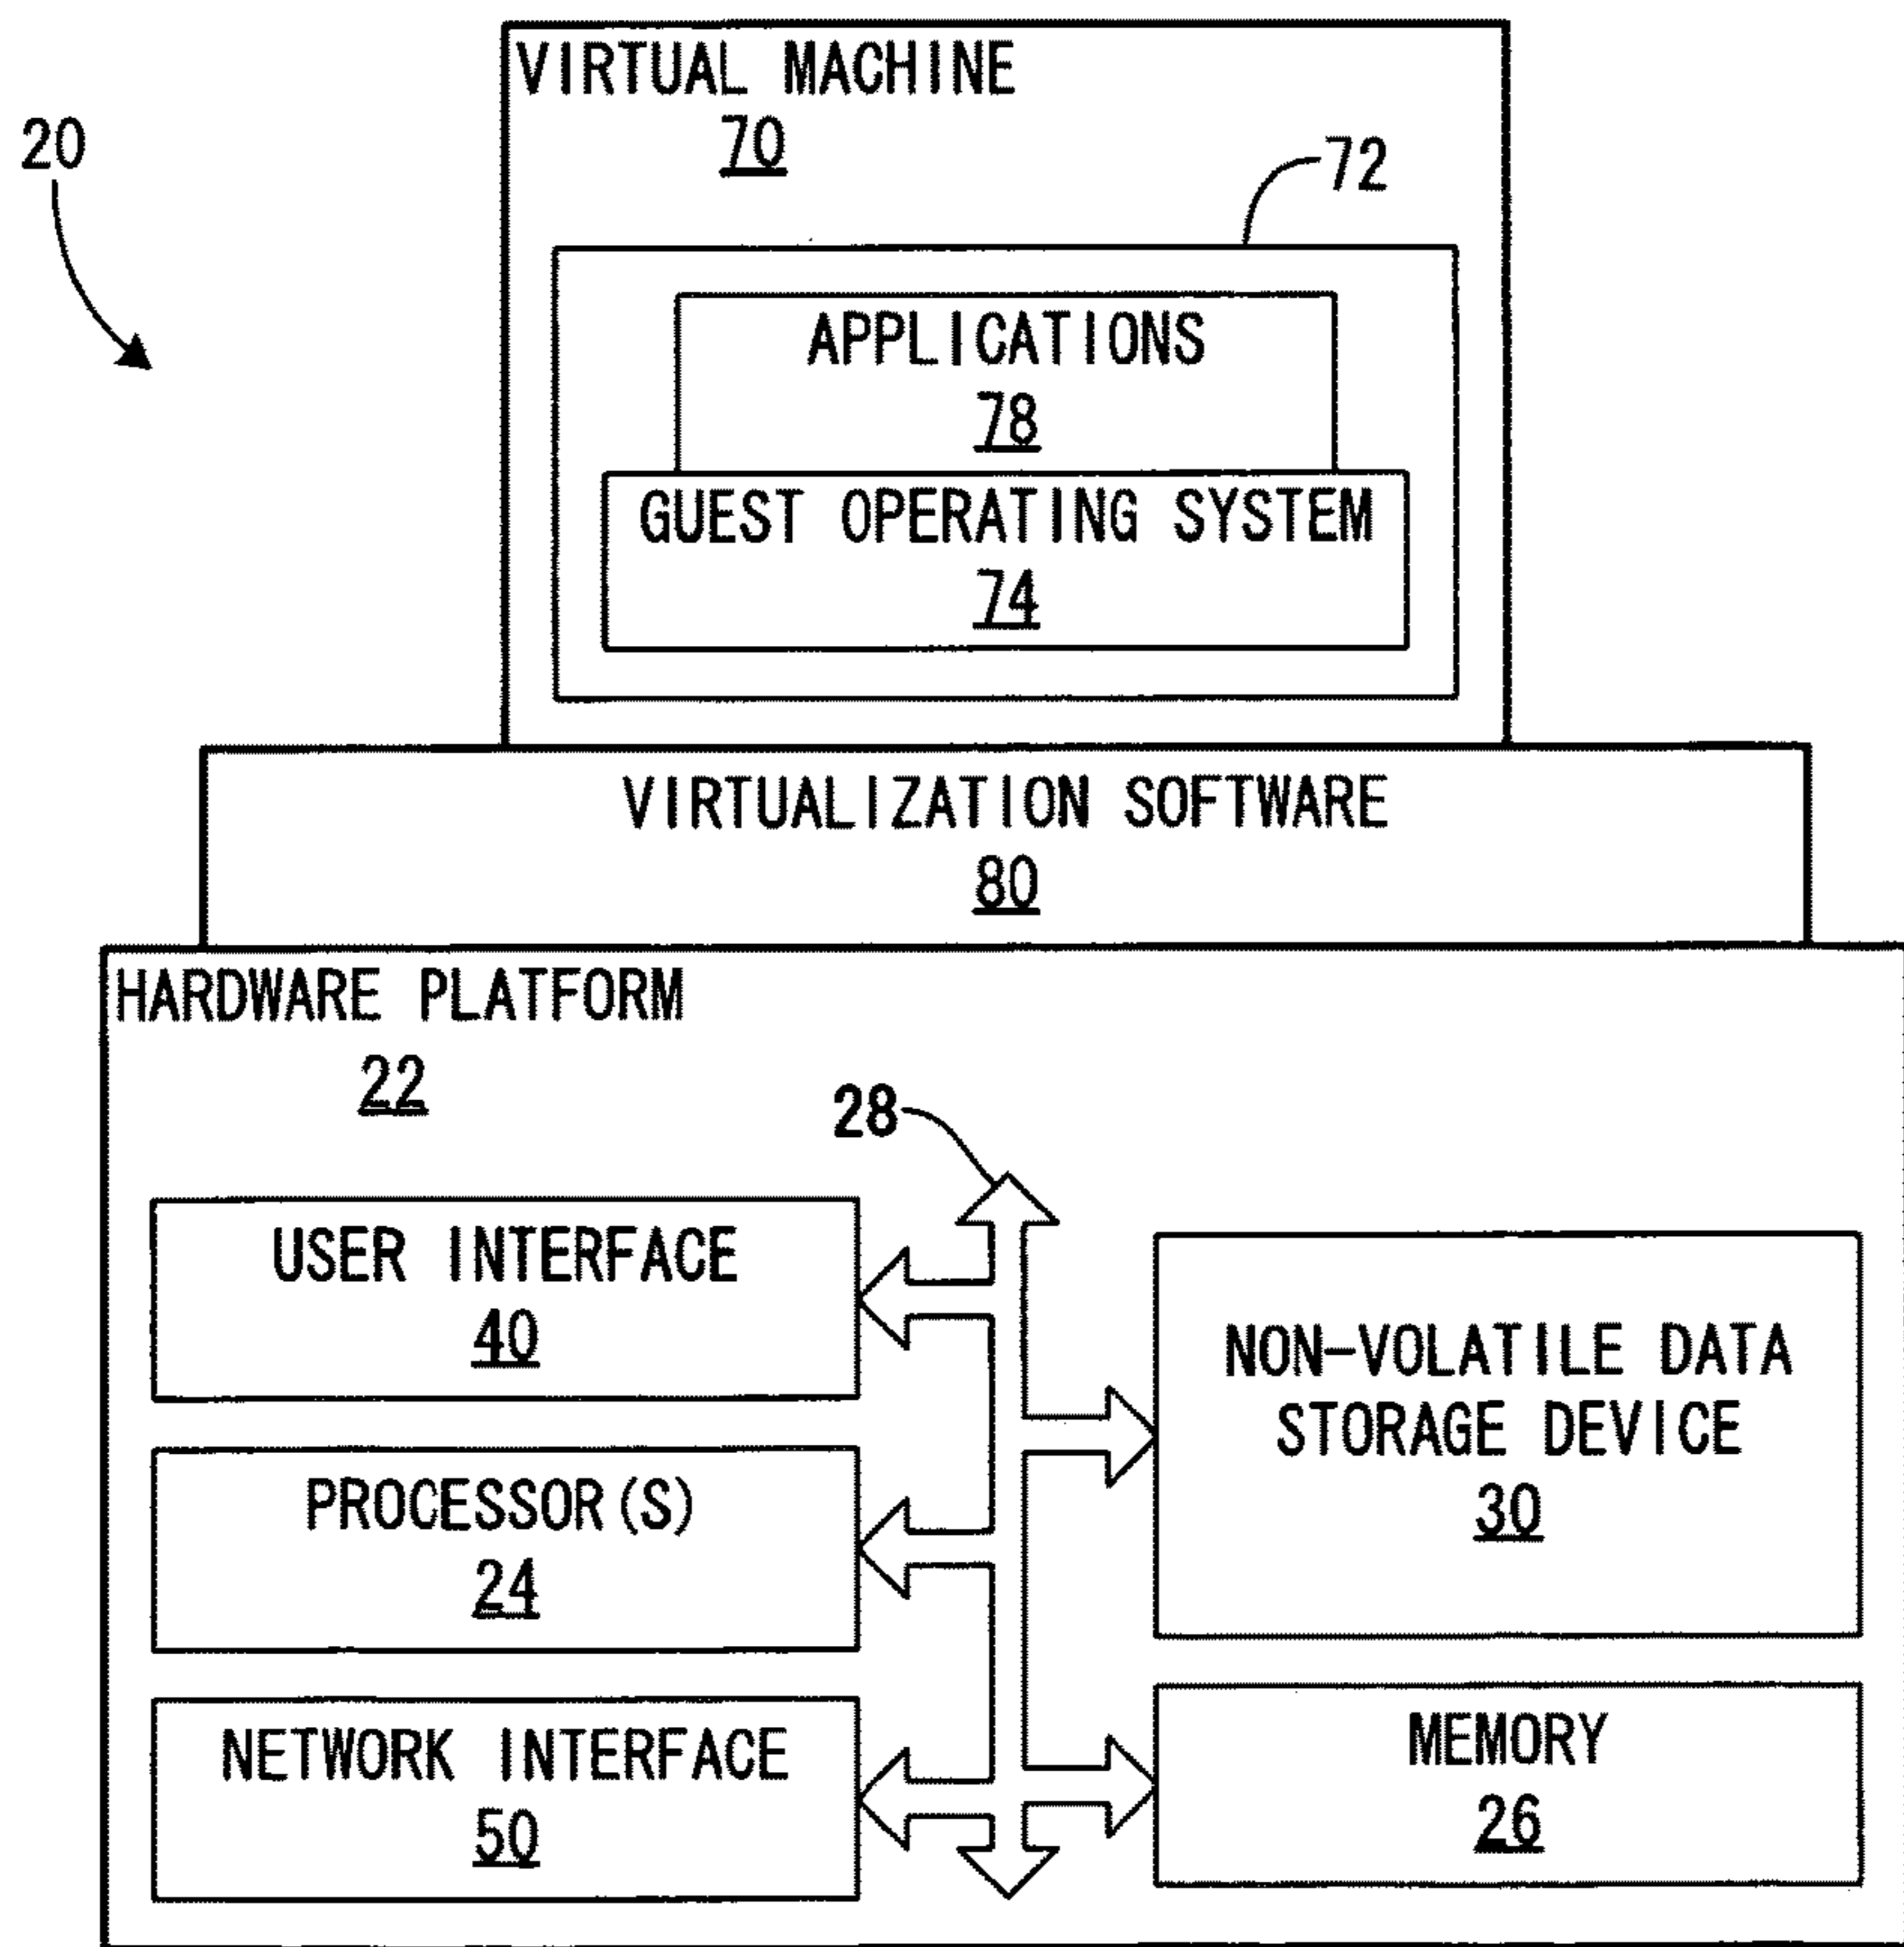 VIRTUAL MACHINE
70
20
72
APPLICATIONS
78
GUEST OPERATING SYSTEM
74
VIRTUALIZATION SOFTWARE
80
HARDWARE PLATFORM
22
28
USER INTERFACE
40
NON-VOLATILE DATA
STORAGE DEVICE
30
PROCESSOR(S)
24
NETWORK INTERFACE
50
MEMORY
26